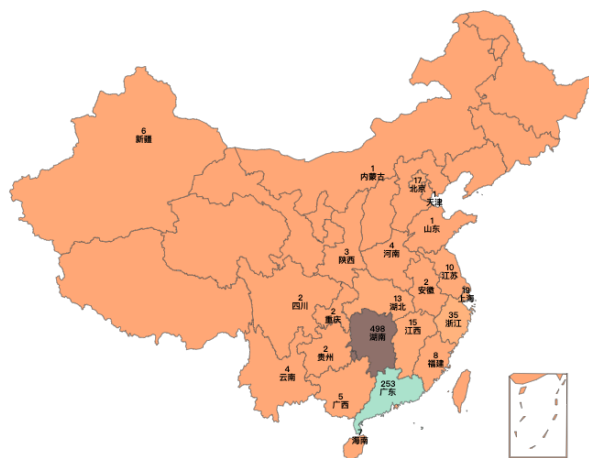 6
新疆
1
内蒙古
17
北京
1
天津
1
山东
3
陕西
4
河南
10
江苏
2
安徽
19
上海
2
四川
2
重庆
13
湖北
35
浙江
498
湖南
15
江西
2
贵州
8
福建
4
云南
253
广东
5
广西
7
海南